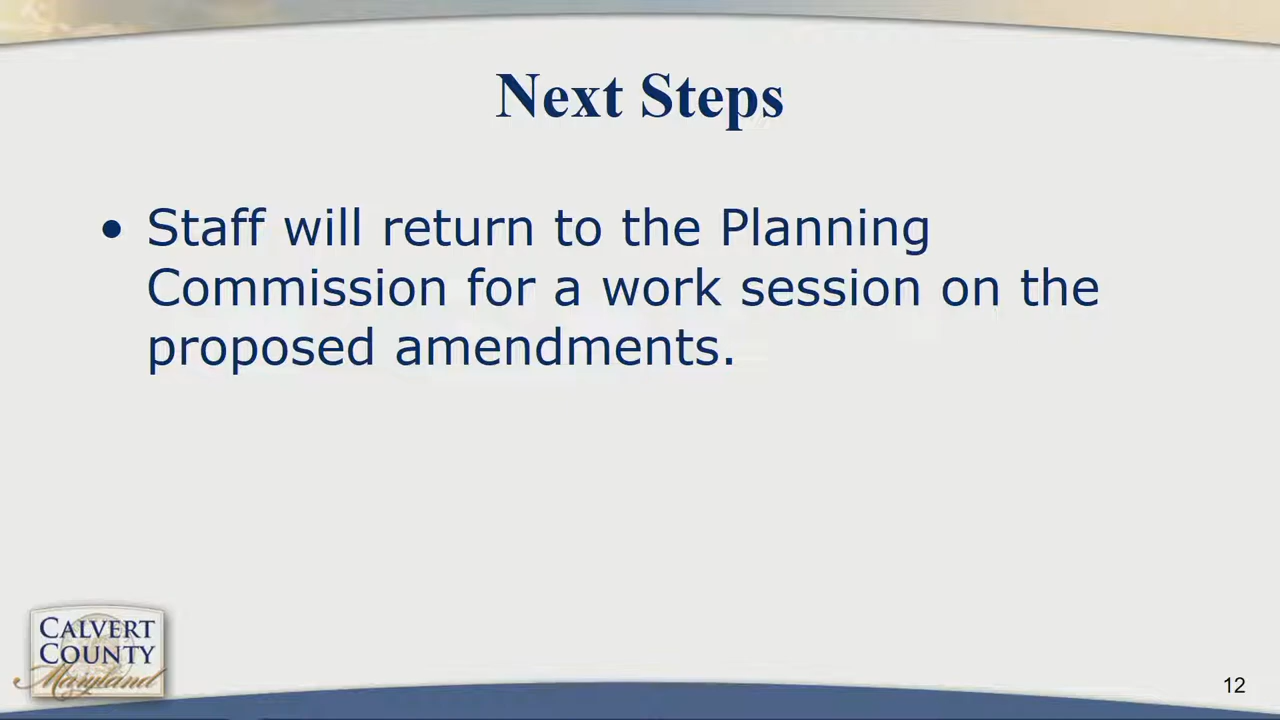 Next Steps
• Staff will return to the Planning
Commission for a work session on the
proposed amendments.
CALVERT
COUNTY
Maryland
12